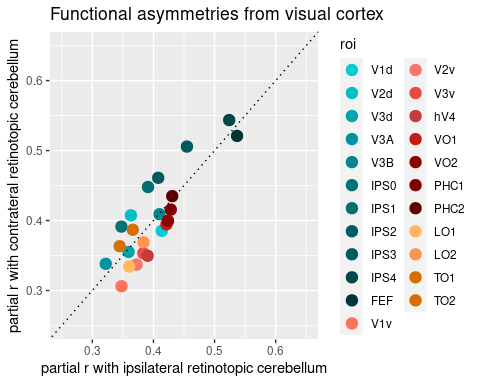 Functional asymmetries from visual cortex
partial r with contrateral retinotopic cerebellum
0.6
0.5
0.4
0.3
0.3
0.4
0.5
0.6
partial r with ipsilateral retinotopic cerebellum
roi
V1d
V2d
V3d
V3A
V3B
IPS0
IPS1
IPS2
IPS3
IPS4
FEF
V1v
V2v
V3v
hV4
VO1
VO2
PHC1
PHC2
LO1
LO2
TO1
TO2